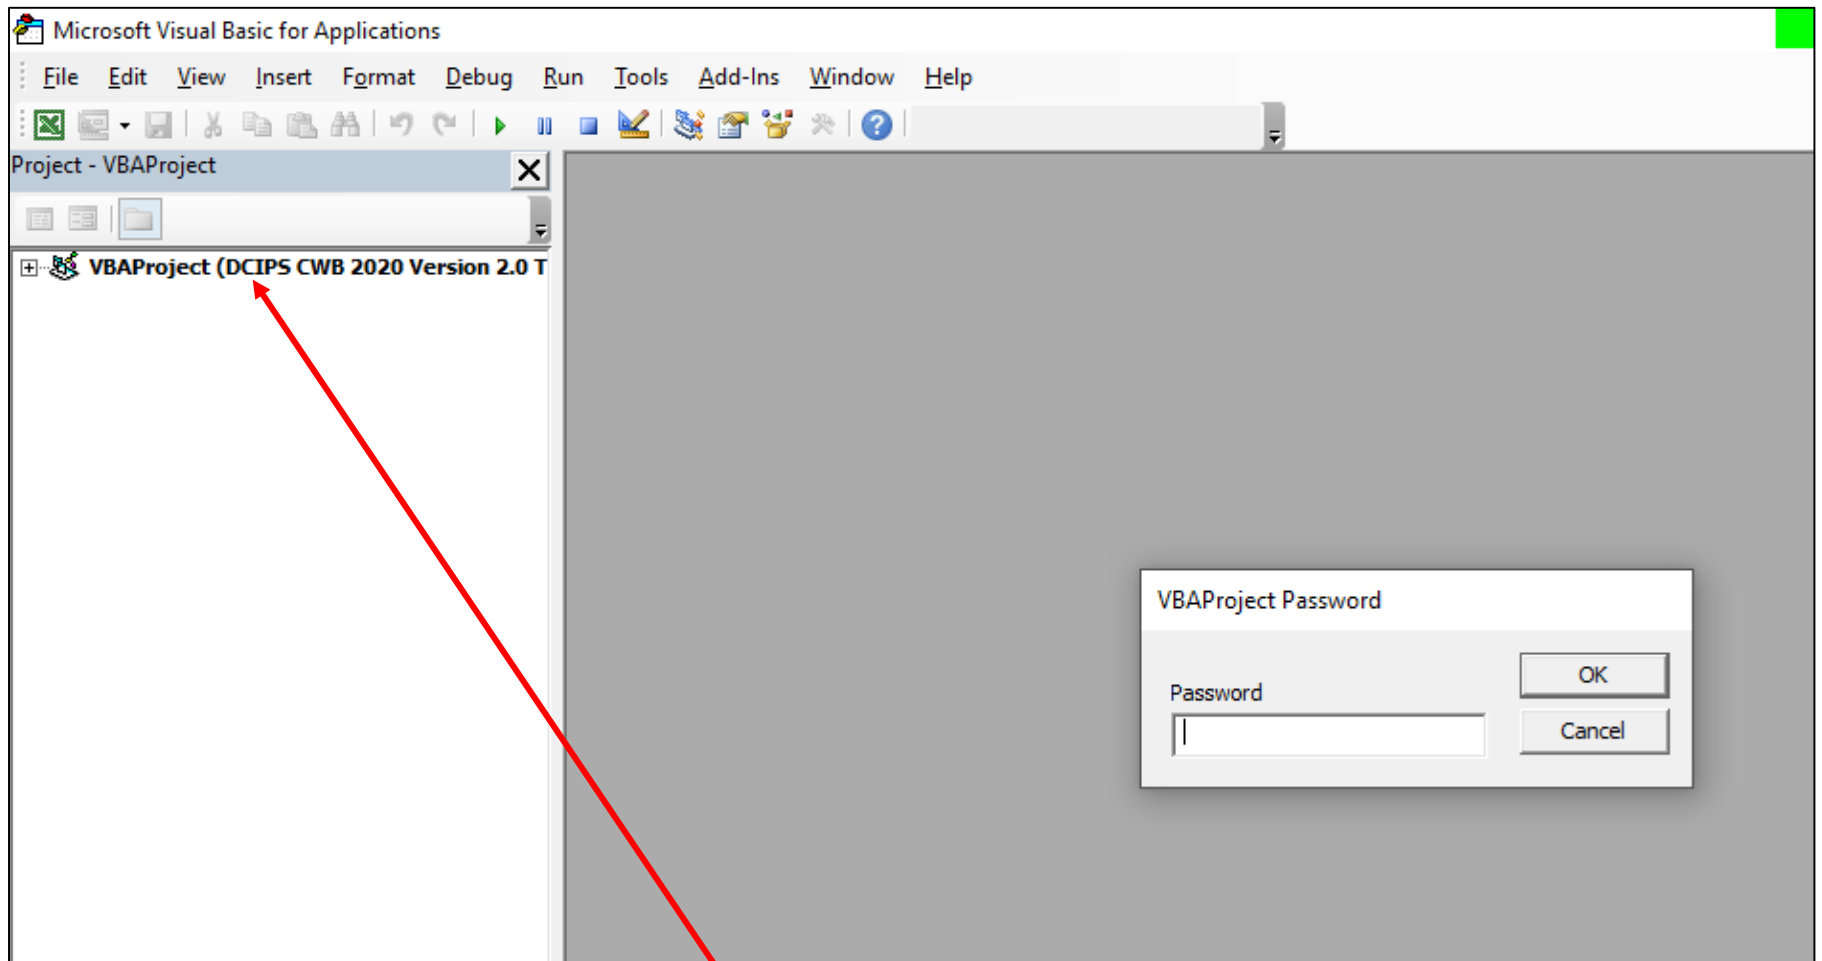 Microsoft Visual Basic for Applications
File Edit View Insert Format Debug Run Tools Add-Ins Window Help
Project - VBAProject
VBAProject (DCIPS CWB 2020 Version 2.0 T
VBAProject Password
OK
Password
Cancel